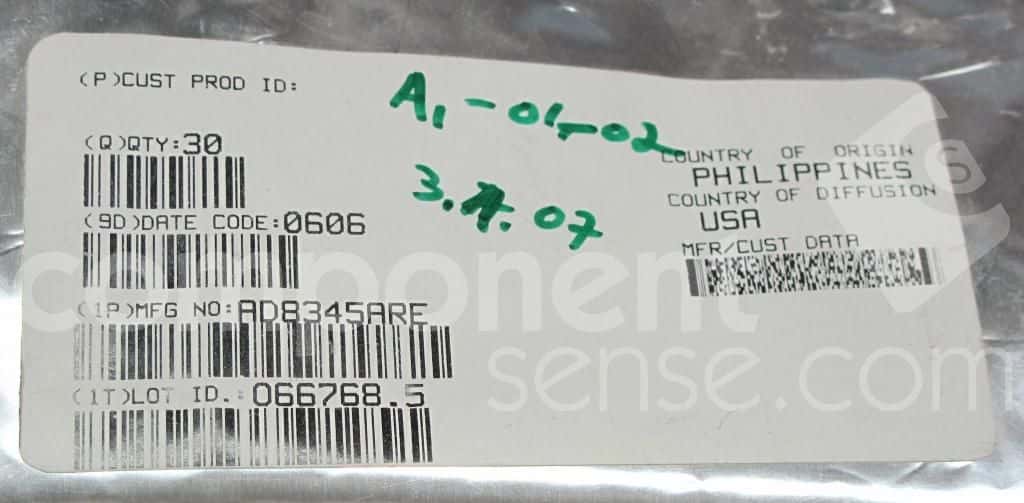 (P)CUST PROD ID:
A1-01-02
(Q)QTY:30
COUNTRY OF ORIGIN
PHILIPPINES
COUNTRY OF DIFFUSION
USA
3. . 07
(9D)DATE CODE:0606
MFR/CUST DATA
(1P)MFG NO:AD8345ARE
(1T)LOT ID.:066768.5
componentsense.com